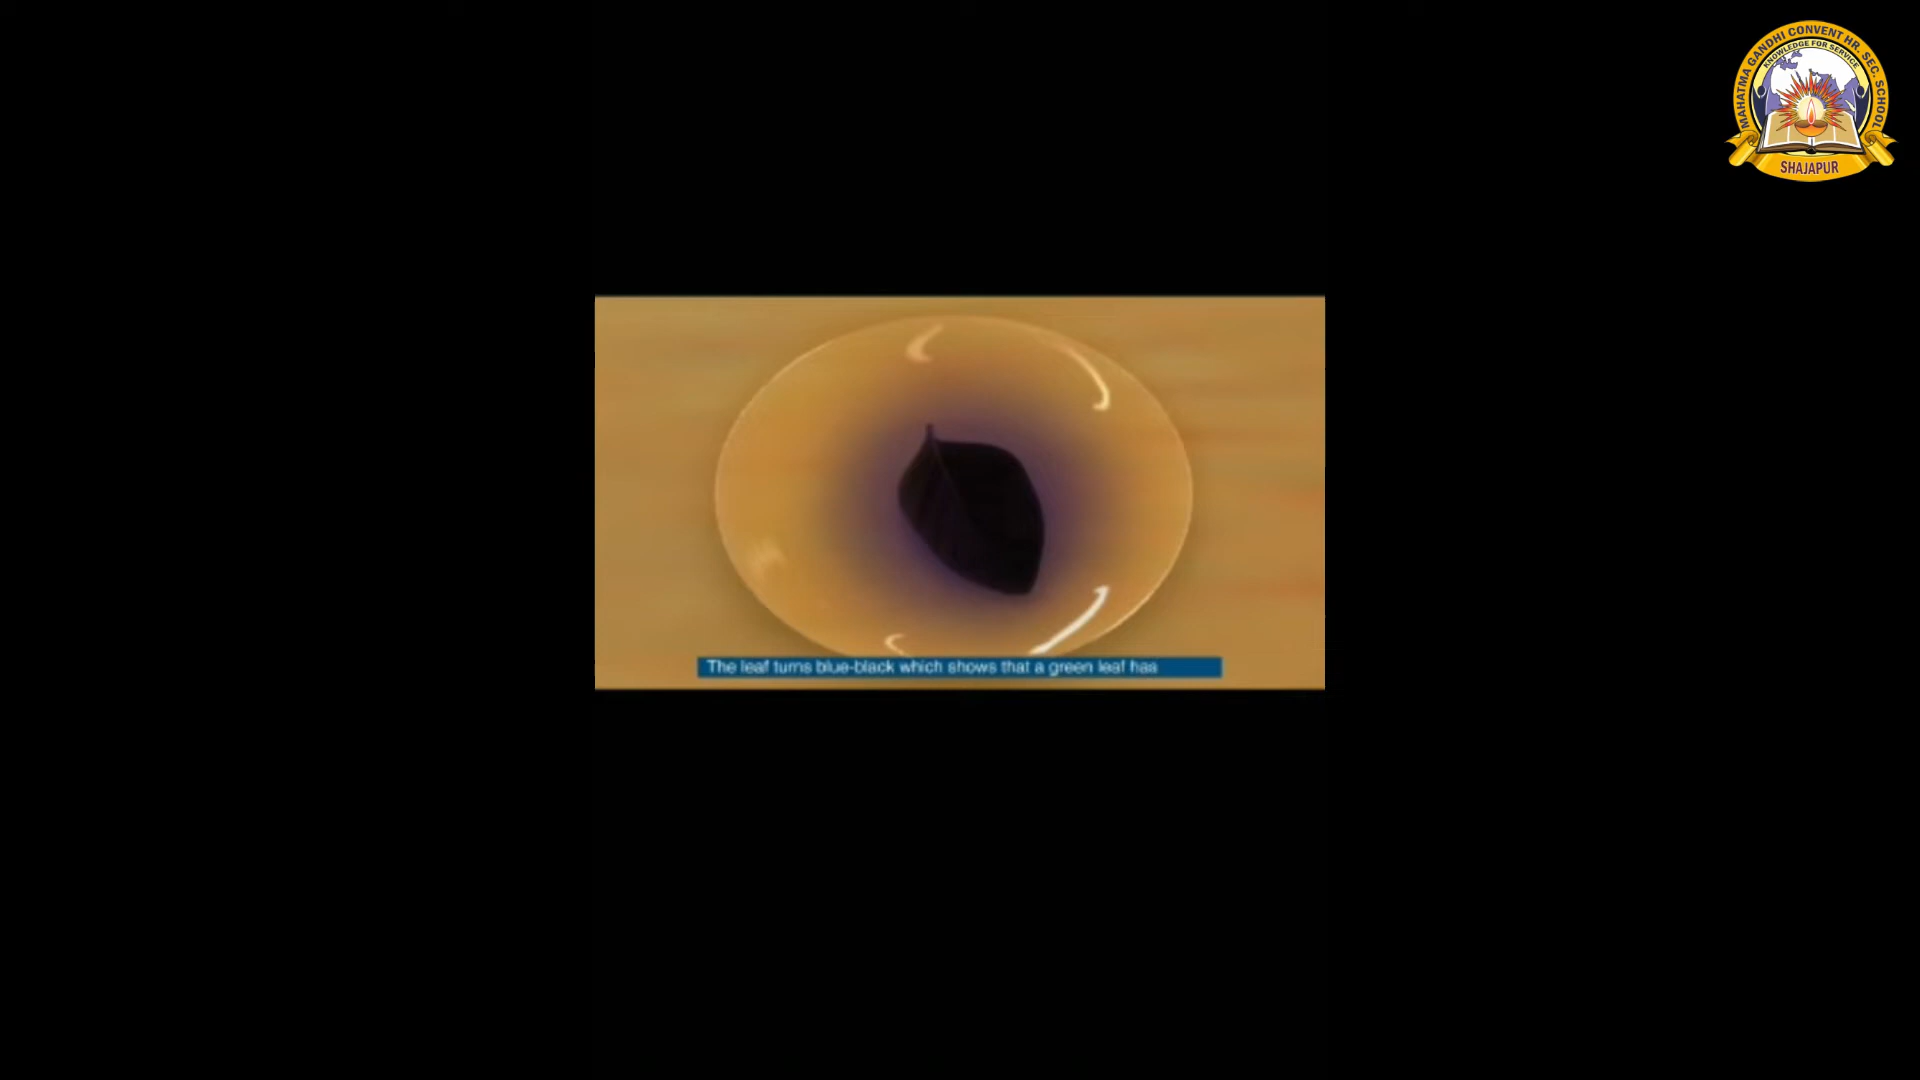 MAHATMA GANDHI CONVENT HR. SEC. SCHOOL
KNOWLEDGE FOR SERVICE
SHAJAPUR
The leaf turns blue-black which shows that a green leaf has